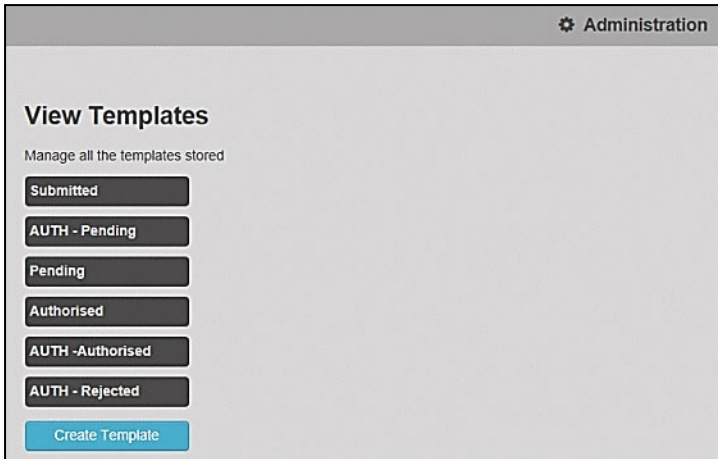 Administration
View Templates
Manage all the templates stored
Submitted
AUTH - Pending
Pending
Authorised
AUTH -Authorised
AUTH - Rejected
Create Template